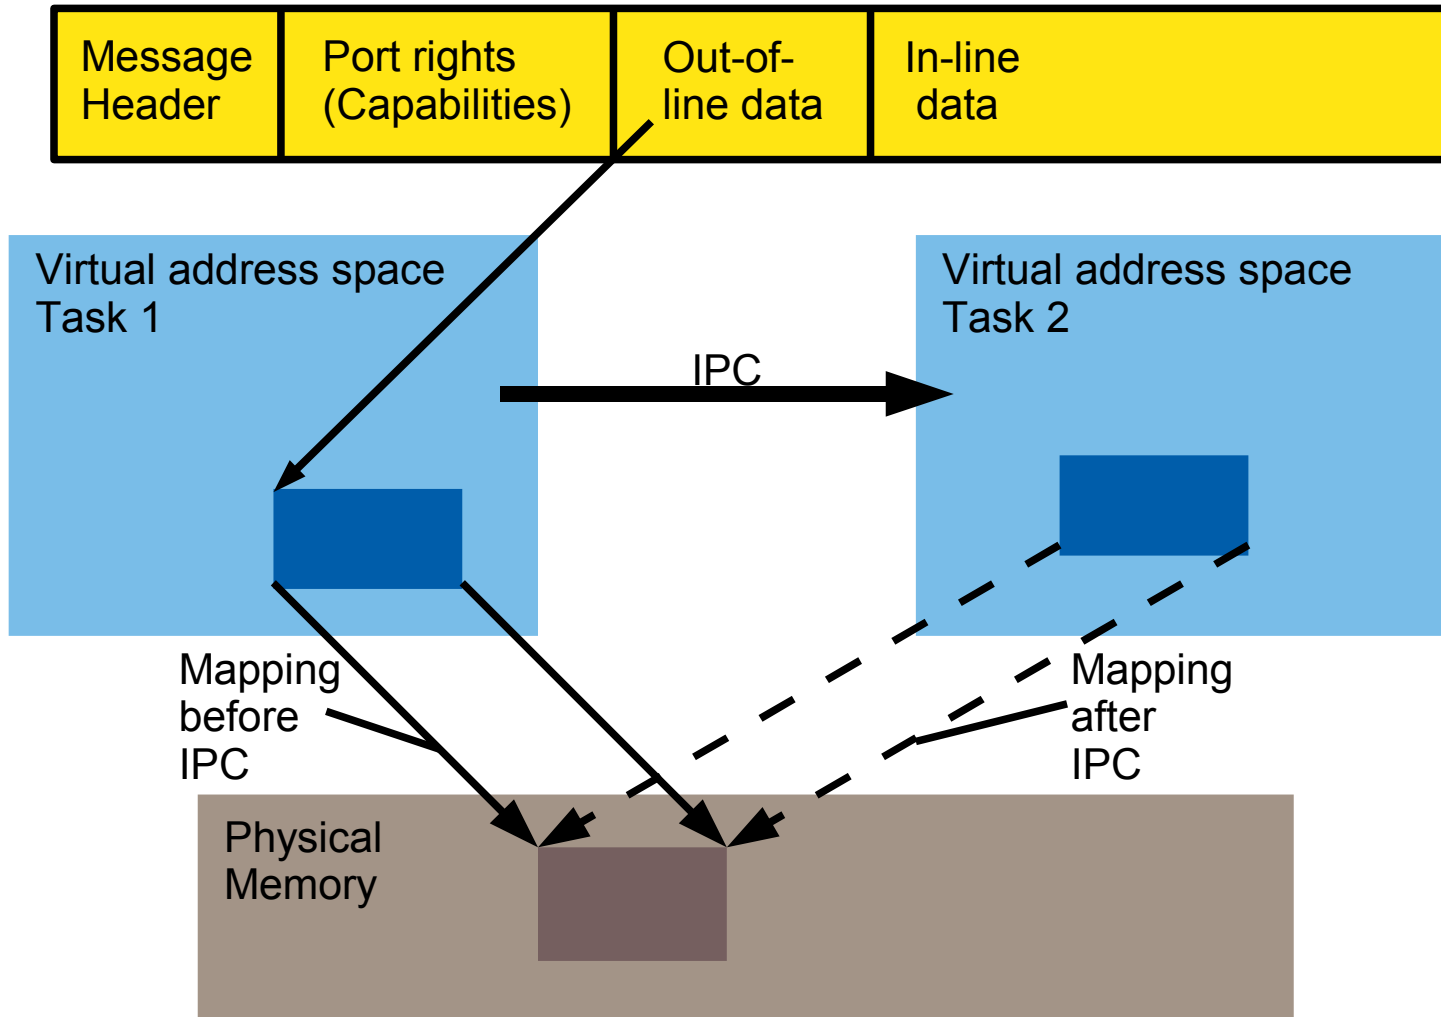 Message
Header
Port rights
(Capabilities)
Out-of-
line data
In-line
data
Virtual address space
Task 1
Virtual address space
Task 2
IPC
Mapping
before
IPC
Mapping
after
IPC
Physical
Memory